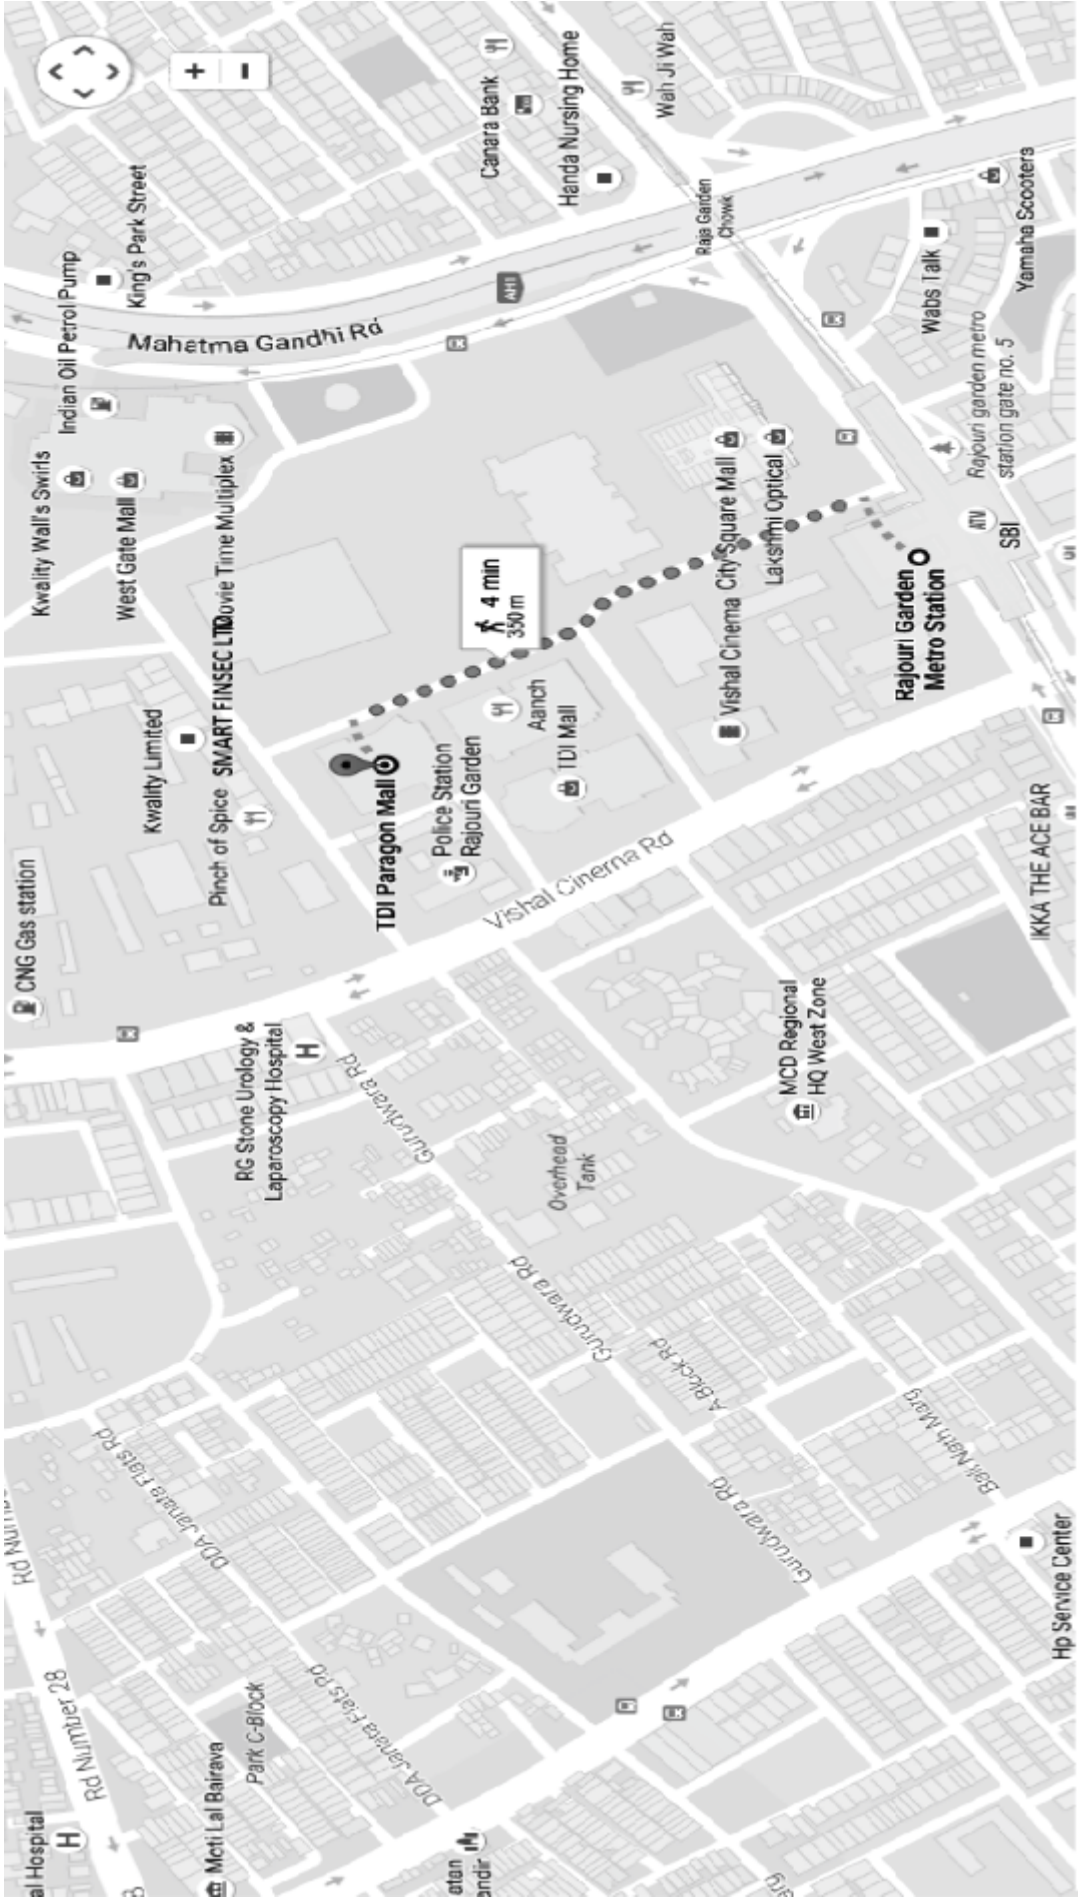 CNG Gas station
Kwality Wall's Swirls
Indian Oil Petrol Pump
West Gate Mall
King's Park Street
Kwality Limited
Pinch of Spice
SMART FINSEC LTD
Movie Time Multiplex
Mahatma Gandhi Rd
RG Stone Urology &
Laparoscopy Hospital
H
TDI Paragon Mall
Police Station
Rajouri Garden
4 min
350 m
Aanch
TDI Mall
AH1
Canara Bank
Handa Nursing Home
Wah Ji Wah
Raja Garden
Chowk
Vishal Cinema Rd
Vishal Cinema
City Square Mall
Lakshmi Optical
Rajouri Garden
Metro Station
Wabs Talk
Yamaha Scooters
Rajouri garden metro
station gate no. 5
ATM
SBI
IKKA THE ACE BAR
MCD Regional
HQ West Zone
Overhead
Tank
Gurudwara Rd
Gurudwara Rd
Gurudwara Rd
A Block Rd
Bali Nath Marg
Hp Service Center
DDA Janata Flats Rd
DDA Janata Flats Rd
Park C-Block
Moti Lal Bairava
Rd Number 28
al Hospital
H
atan
andir